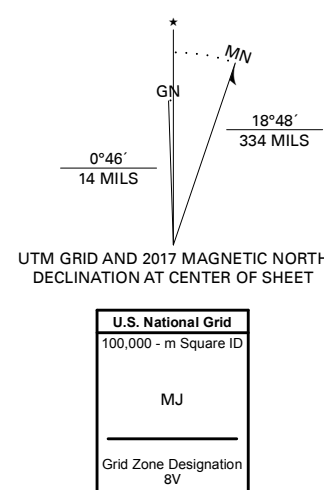 ★
MN
GN
18°48´
334 MILS
0°46´
14 MILS
UTM GRID AND 2017 MAGNETIC NORTH
DECLINATION AT CENTER OF SHEET
U.S. National Grid
100,000 - m Square ID
MJ
Grid Zone Designation
8V